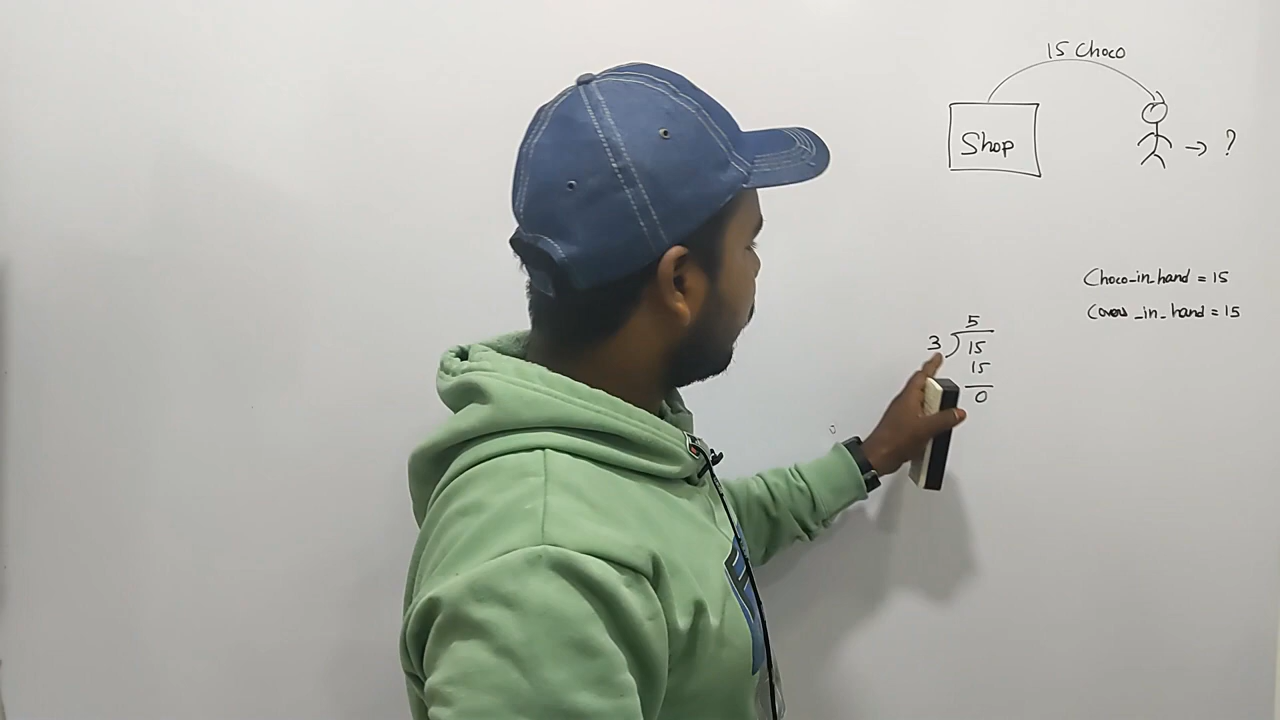 15 Choco
Shop
→ ?
Choco_in_hand = 15
Covers_in_hand = 15
5
3 ) 15
15
0